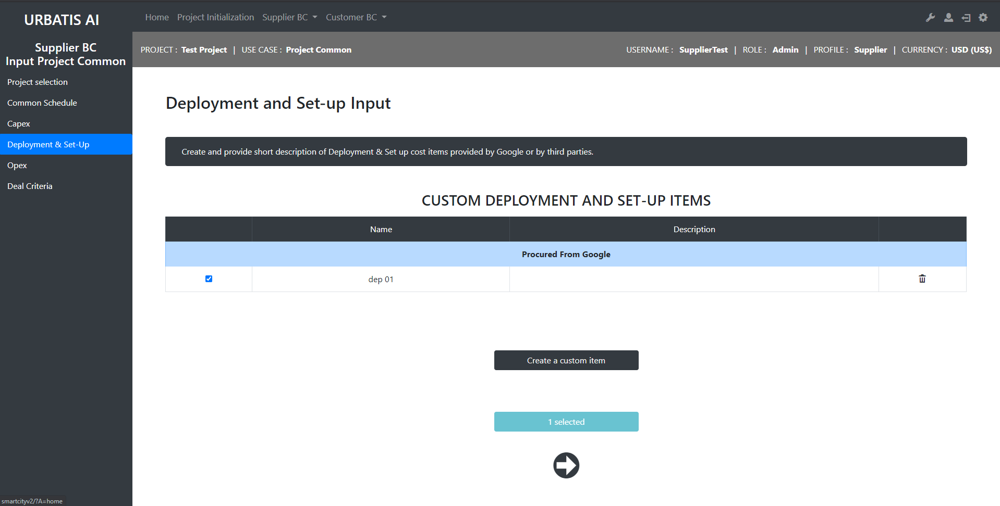 URBATIS AI
Home Project Initialization Supplier BC Customer BC
Supplier BC
Input Project Common
Project selection
Common Schedule
Capex
Deployment & Set-Up
Opex
Deal Criteria
PROJECT : Test Project | USE CASE : Project Common
USERNAME : SupplierTest | ROLE : Admin | PROFILE : Supplier | CURRENCY : USD (US$)
Deployment and Set-up Input
Create and provide short description of Deployment & Set up cost items provided by Google or by third parties.
CUSTOM DEPLOYMENT AND SET-UP ITEMS
Name Description
Procured From Google
dep 01
Create a custom item
1 selected
smartcityv2/?A=home